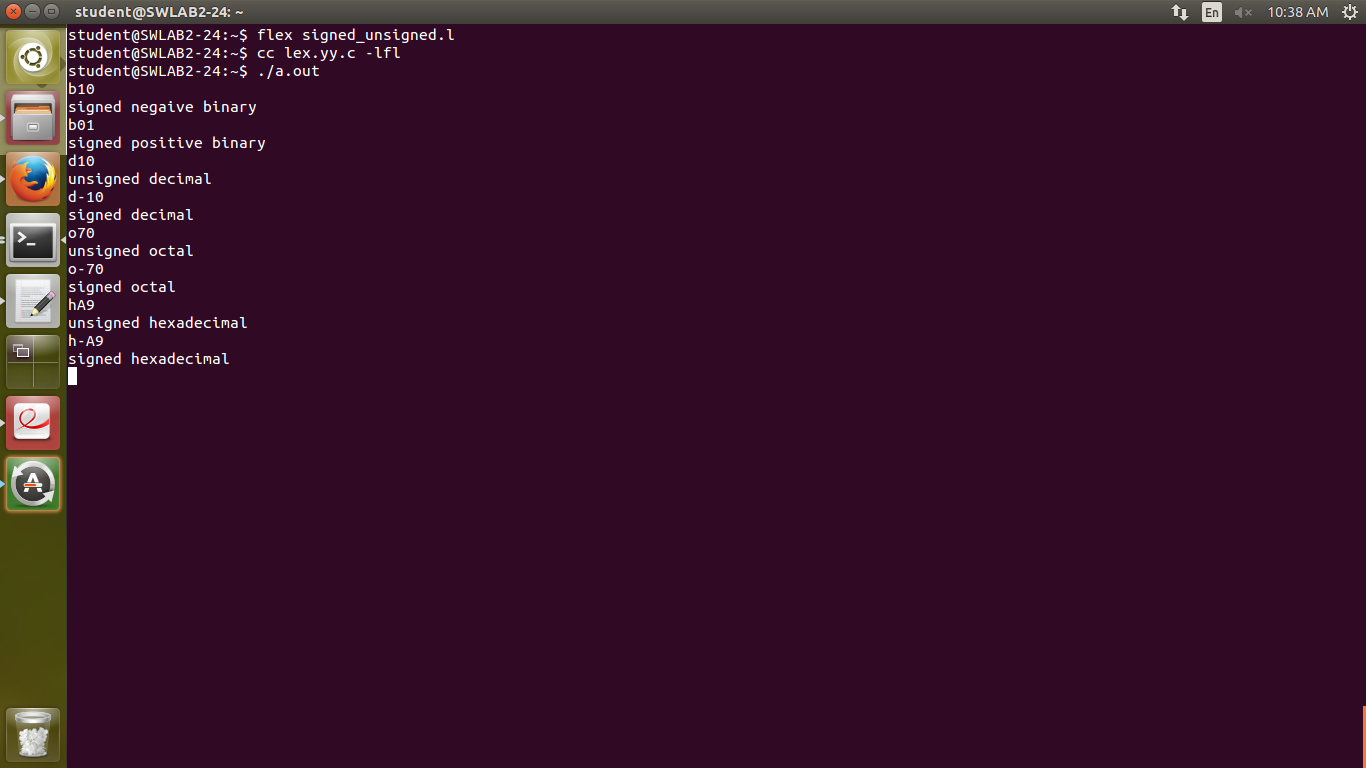 student@SWLAB2-24: ~
En
10:38 AM
student@SWLAB2-24:~$ flex signed_unsigned.l
student@SWLAB2-24:~$ cc lex.yy.c -lfl
student@SWLAB2-24:~$ ./a.out
b10
signed negaive binary
b01
signed positive binary
d10
unsigned decimal
d-10
signed decimal
o70
unsigned octal
o-70
signed octal
hA9
unsigned hexadecimal
h-A9
signed hexadecimal